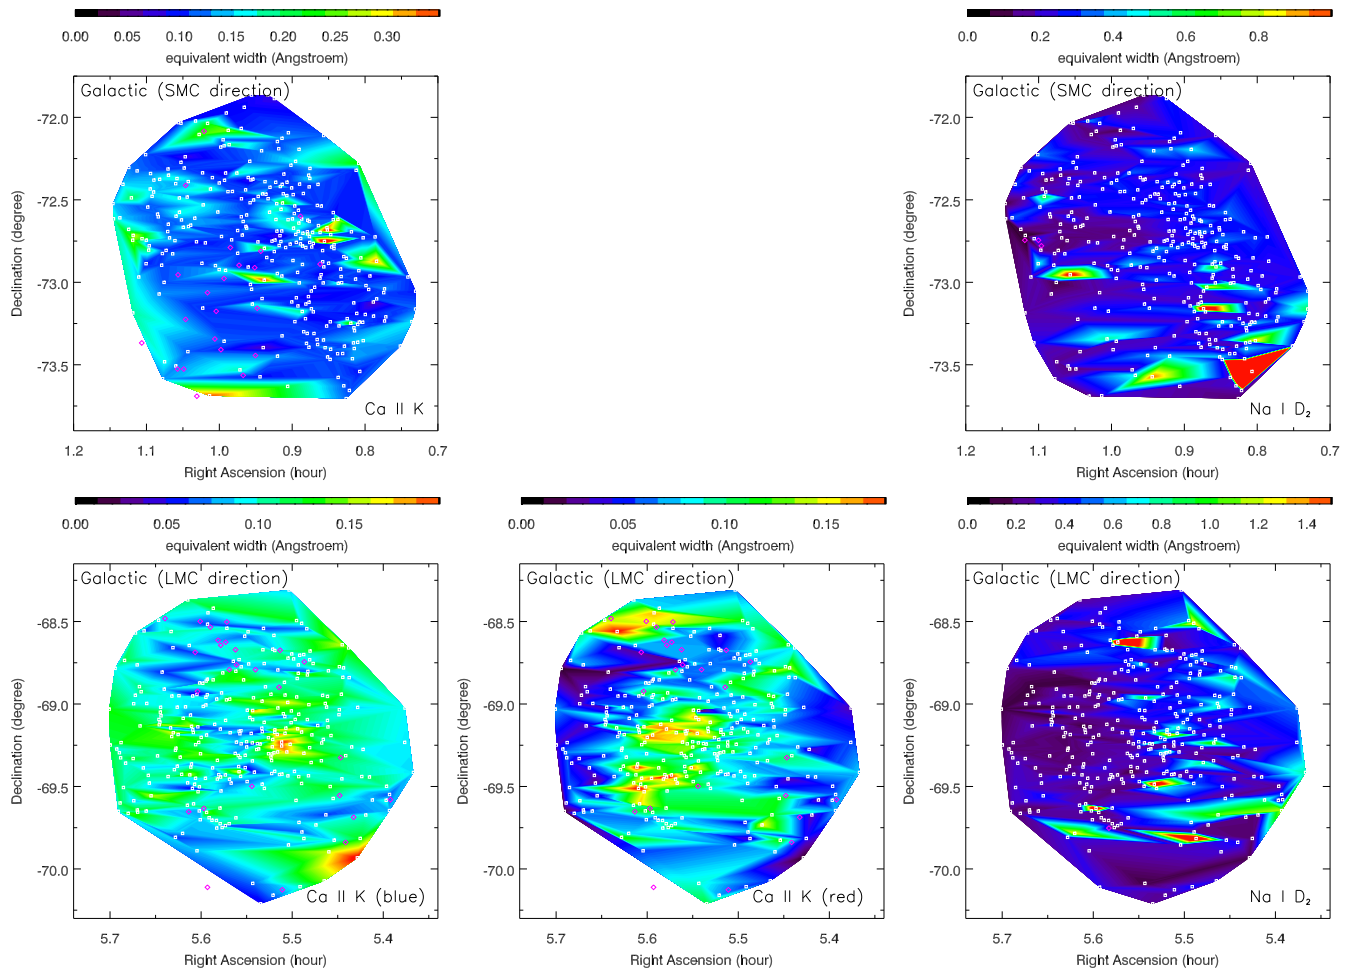 0.00 0.05 0.10 0.15 0.20 0.25 0.30
equivalent width (Angstroem)
Galactic (SMC direction)
-72.0
-72.5
-73.0
-73.5
Declination (degree)
Ca II K
1.2 1.1 1.0 0.9 0.8 0.7
Right Ascension (hour)
0.0 0.2 0.4 0.6 0.8
equivalent width (Angstroem)
Galactic (SMC direction)
-72.0
-72.5
-73.0
-73.5
Declination (degree)
Na I D₂
1.2 1.1 1.0 0.9 0.8 0.7
Right Ascension (hour)
0.00 0.05 0.10 0.15
equivalent width (Angstroem)
Galactic (LMC direction)
-68.5
-69.0
-69.5
-70.0
Declination (degree)
Ca II K (blue)
5.7 5.6 5.5 5.4
Right Ascension (hour)
0.00 0.05 0.10 0.15
equivalent width (Angstroem)
Galactic (LMC direction)
-68.5
-69.0
-69.5
-70.0
Declination (degree)
Ca II K (red)
5.7 5.6 5.5 5.4
Right Ascension (hour)
0.0 0.2 0.4 0.6 0.8 1.0 1.2 1.4
equivalent width (Angstroem)
Galactic (LMC direction)
-68.5
-69.0
-69.5
-70.0
Declination (degree)
Na I D₂
5.7 5.6 5.5 5.4
Right Ascension (hour)